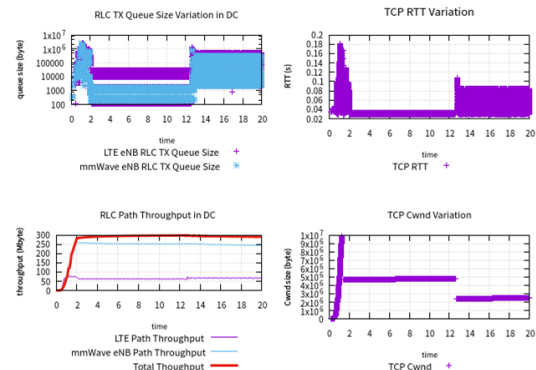 RLC TX Queue Size Variation in DC
queue size (byte)
1x10^7
1x10^6
100000
10000
1000
100
0 2 4 6 8 10 12 14 16 18 20
time
LTE eNB RLC TX Queue Size
mmWave eNB RLC TX Queue Size
TCP RTT Variation
RTT (s)
0.2
0.18
0.16
0.14
0.12
0.1
0.08
0.06
0.04
0.02
0 2 4 6 8 10 12 14 16 18 20
time
TCP RTT
RLC Path Throughput in DC
throughput (Mbyte)
300
250
200
150
100
50
0
0 2 4 6 8 10 12 14 16 18 20
time
LTE Path Throughput
mmWave eNB Path Throughput
Total Thoughput
TCP Cwnd Variation
Cwnd size (byte)
1x10^7
9x10^6
8x10^6
7x10^6
6x10^6
5x10^6
4x10^6
3x10^6
2x10^6
1x10^6
0
0 2 4 6 8 10 12 14 16 18 20
time
TCP Cwnd